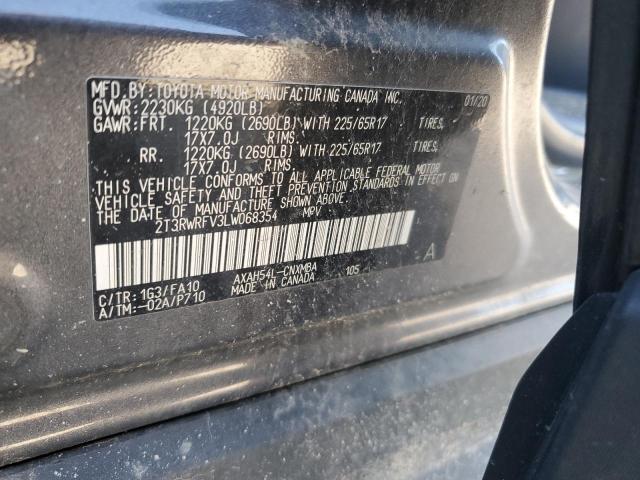 MFD. BY: TOYOTA MOTOR MANUFACTURING CANADA INC. 01/20
GVWR: 2230KG (4920LB)
GAWR: FRT. 1220KG (2690LB) WITH 225/65R17 TIRES,
17X7.0J RIMS,
RR. 1220KG (2690LB) WITH 225/65R17 TIRES,
17X7.0J RIMS,
THIS VEHICLE CONFORMS TO ALL APPLICABLE FEDERAL MOTOR
VEHICLE SAFETY AND THEFT PREVENTION STANDARDS IN EFFECT ON
THE DATE OF MANUFACTURE SHOWN ABOVE.
2T3RWRFV3LW068354 MPV
A
C/TR: 1G3/FA10 AXAH54L-CNXMBA 105
A/TM: -02A/P710 MADE IN CANADA